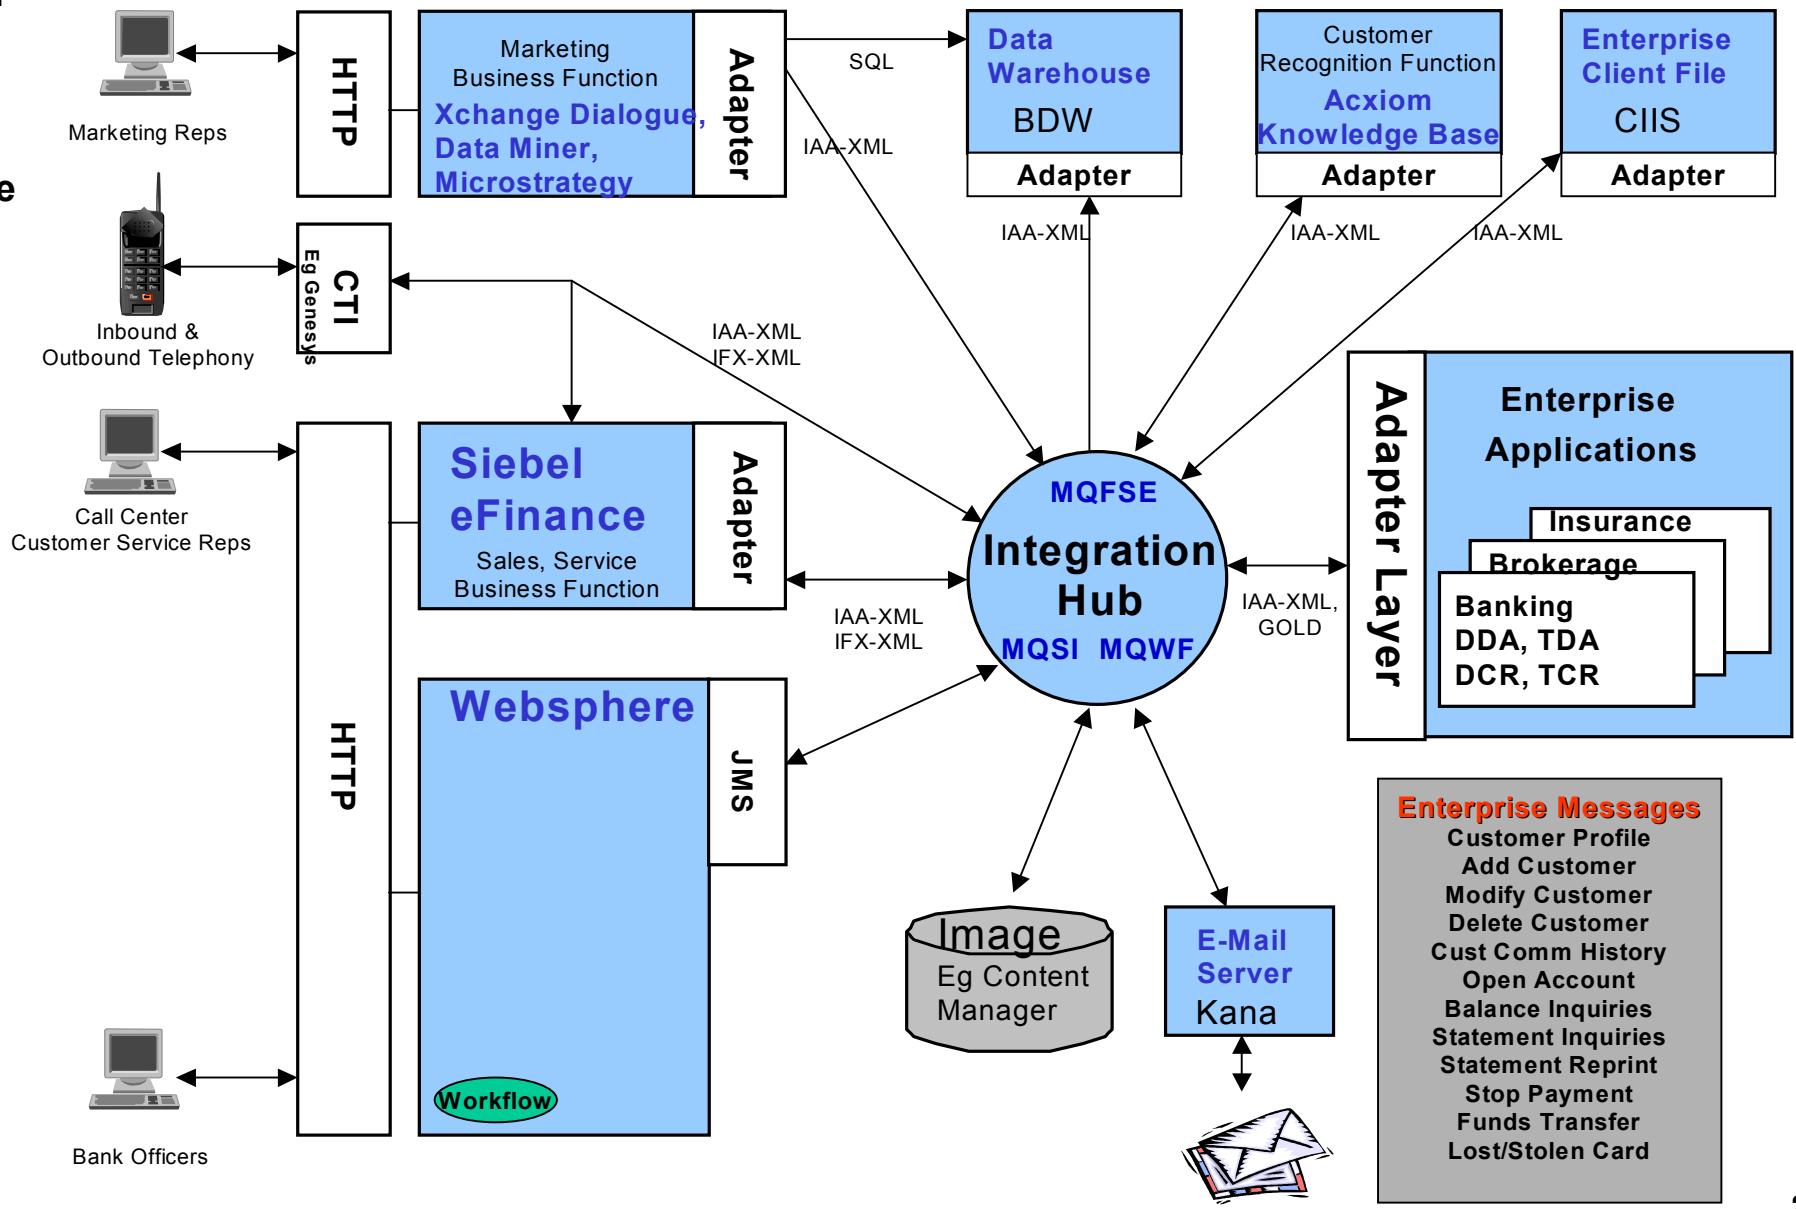 Marketing Reps
HTTP
Marketing
Business Function
Xchange Dialogue,
Data Miner,
Microstrategy
Adapter
SQL
IAA-XML
Data
Warehouse
BDW
Adapter
IAA-XML
Customer
Recognition Function
Acxiom
Knowledge Base
Adapter
IAA-XML
Enterprise
Client File
CIIS
Adapter
IAA-XML
e
Inbound &
Outbound Telephony
CTI
Eg Genesys
IAA-XML
IFX-XML
Call Center
Customer Service Reps
HTTP
Siebel
eFinance
Sales, Service
Business Function
Adapter
IAA-XML
IFX-XML
MQFSE
Integration
Hub
MQSI MQWF
IAA-XML,
GOLD
Adapter Layer
Enterprise
Applications
Insurance
Brokerage
Banking
DDA, TDA
DCR, TCR
Websphere
JMS
Workflow
Bank Officers
Image
Eg Content
Manager
E-Mail
Server
Kana
Enterprise Messages
Customer Profile
Add Customer
Modify Customer
Delete Customer
Cust Comm History
Open Account
Balance Inquiries
Statement Inquiries
Statement Reprint
Stop Payment
Funds Transfer
Lost/Stolen Card